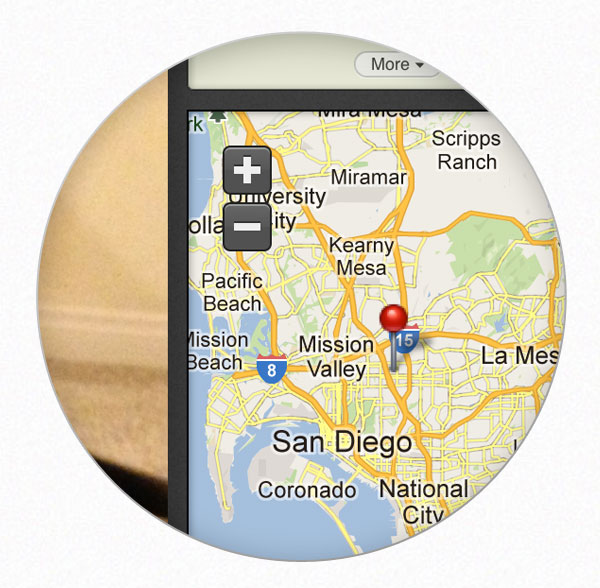 More
Mira Mesa
rk
Scripps
Ranch
Miramar
University
olla
ity
Kearny
Mesa
Pacific
Beach
Mission
Beach
8
Mission
Valley
15
La Mes
San Diego
Coronado
National
City